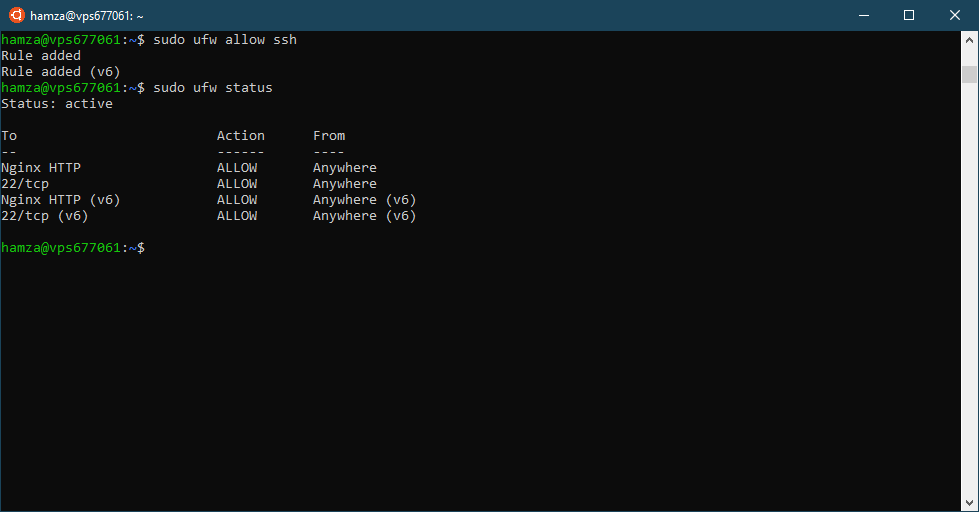 hamza@vps677061: ~
hamza@vps677061:~$ sudo ufw allow ssh
Rule added
Rule added (v6)
hamza@vps677061:~$ sudo ufw status
Status: active
To                         Action      From
--                         ------      ----
Nginx HTTP                 ALLOW       Anywhere
22/tcp                     ALLOW       Anywhere
Nginx HTTP (v6)            ALLOW       Anywhere (v6)
22/tcp (v6)                ALLOW       Anywhere (v6)
hamza@vps677061:~$